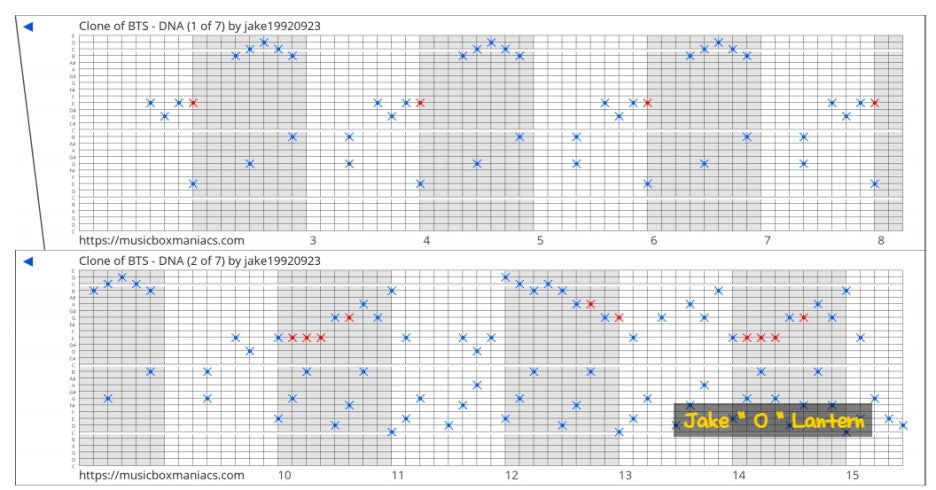 Clone of BTS - DNA (1 of 7) by jake19920923
E
D
C
B
A#
A
G#
G
F#
F
E
D#
D
C#
C
B
A#
A
G#
G
F#
F
E
D
C
B
A
G
D
C
https://musicboxmaniacs.com 3 4 5 6 7 8
Clone of BTS - DNA (2 of 7) by jake19920923
E
D
C
B
A#
A
G#
G
F#
F
E
D#
D
C#
C
B
A#
A
G#
G
F#
F
E
D
C
B
A
G
D
C
Jake " O " Lantern
https://musicboxmaniacs.com 10 11 12 13 14 15